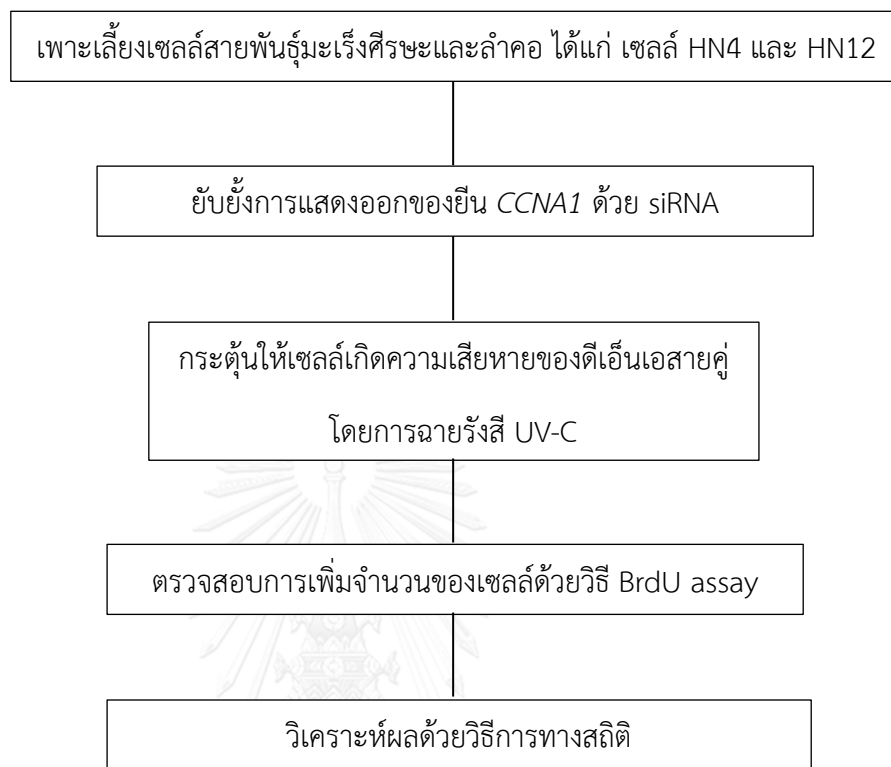 เพาะเลี้ยงเซลล์สายพันธุ์มะเร็งศีรษะและลำคอ ได้แก่ เซลล์ HN4 และ HN12
ยับยั้งการแสดงออกของยีน CCNA1 ด้วย siRNA
กระตุ้นให้เซลล์เกิดความเสียหายของดีเอ็นเอสายคู่
โดยการฉายรังสี UV-C
ตรวจสอบการเพิ่มจำนวนของเซลล์ด้วยวิธี BrdU assay
วิเคราะห์ผลด้วยวิธีการทางสถิติ